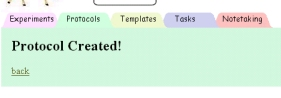 Experiments Protocols Templates Tasks Notetaking
Protocol Created!
back